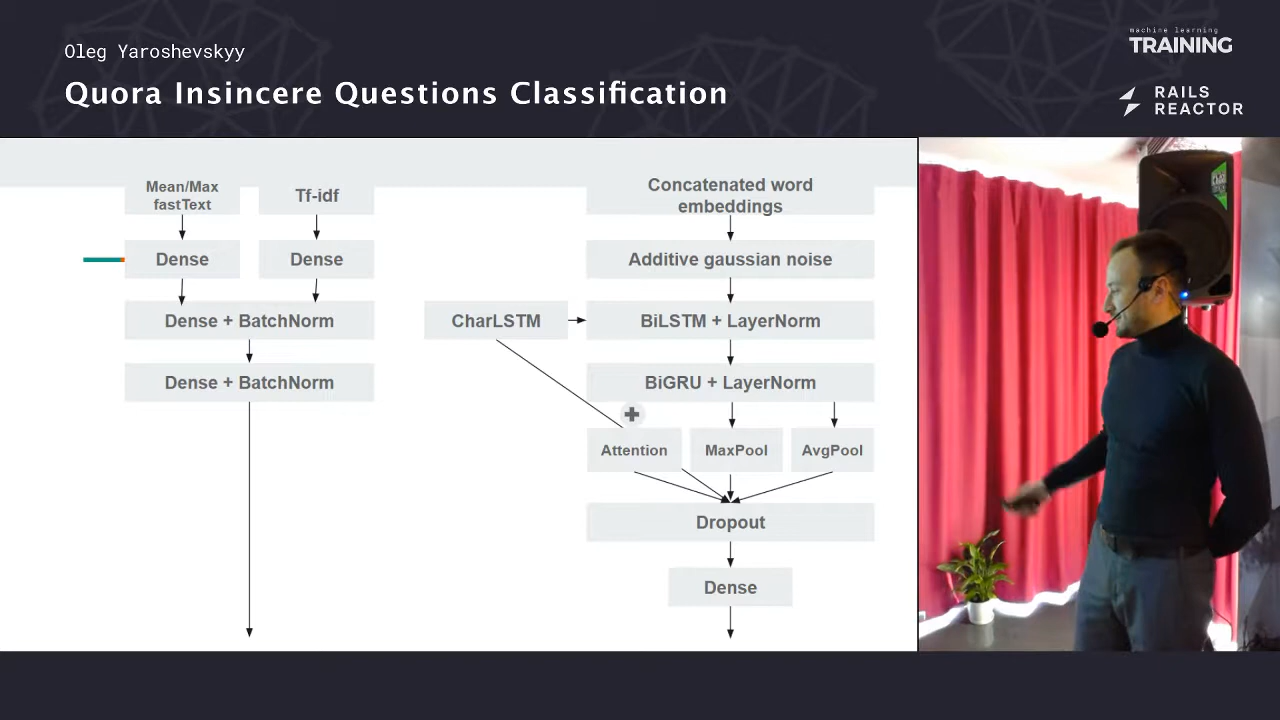 Oleg Yaroshevskyy
Quora Insincere Questions Classification
machine learning
TRAINING
RAILS
REACTOR
Mean/Max
fastText
Tf-idf
Concatenated word
embeddings
Dense
Dense
Additive gaussian noise
Dense + BatchNorm
CharLSTM
BiLSTM + LayerNorm
Dense + BatchNorm
BiGRU + LayerNorm
Attention
MaxPool
AvgPool
Dropout
Dense